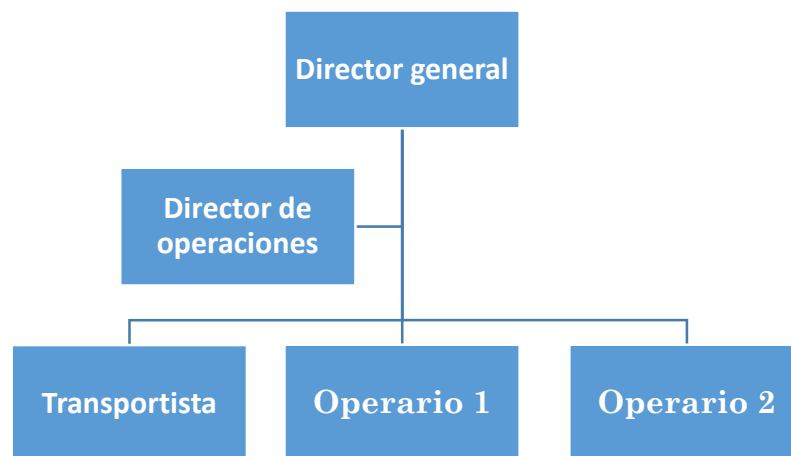 Director general
Director de
operaciones
Transportista
Operario 1
Operario 2